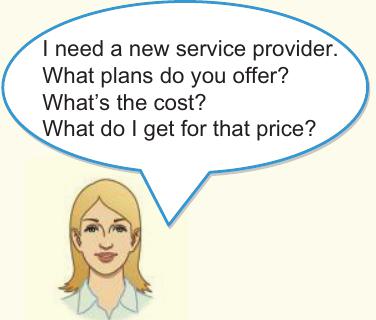 I need a new service provider.
What plans do you offer?
What's the cost?
What do I get for that price?